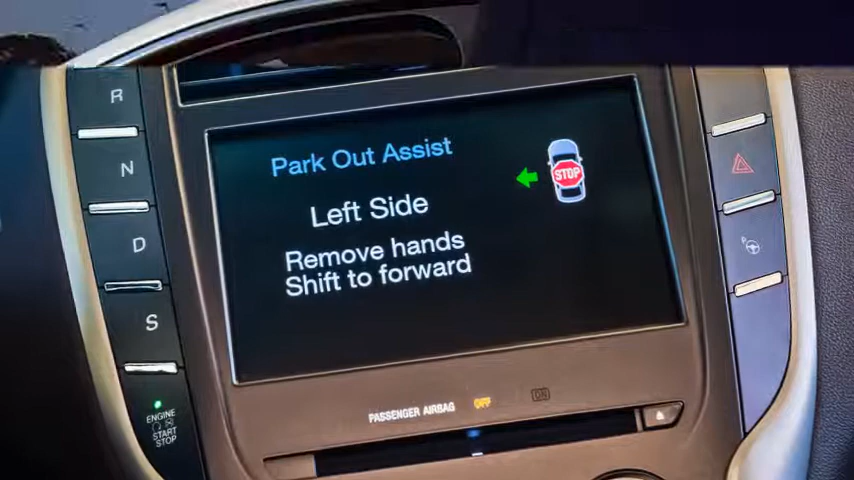 R
N
D
S
ENGINE
START
STOP
Park Out Assist
Left Side
Remove hands
Shift to forward
STOP
PASSENGER AIRBAG
OFF
ON